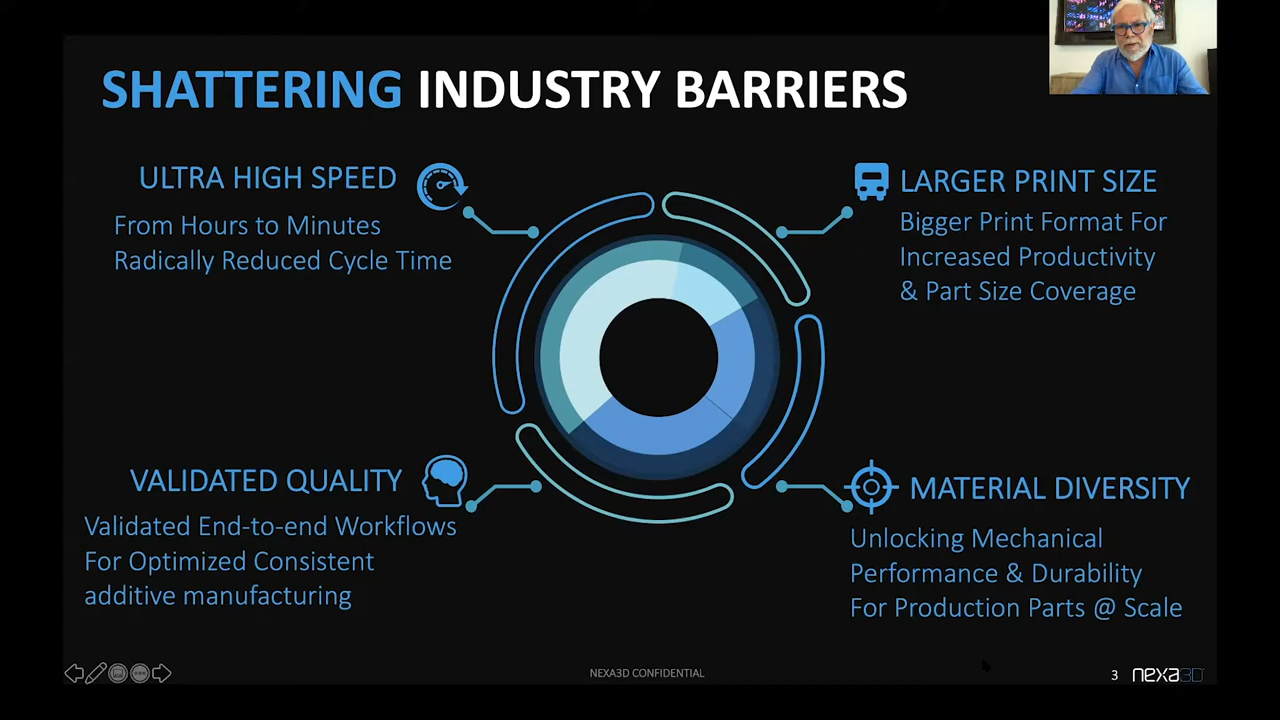 SHATTERING INDUSTRY BARRIERS
ULTRA HIGH SPEED
From Hours to Minutes
Radically Reduced Cycle Time
LARGER PRINT SIZE
Bigger Print Format For
Increased Productivity
& Part Size Coverage
VALIDATED QUALITY
Validated End-to-end Workflows
For Optimized Consistent
additive manufacturing
MATERIAL DIVERSITY
Unlocking Mechanical
Performance & Durability
For Production Parts @ Scale
NEXA3D CONFIDENTIAL
3
nexa3D